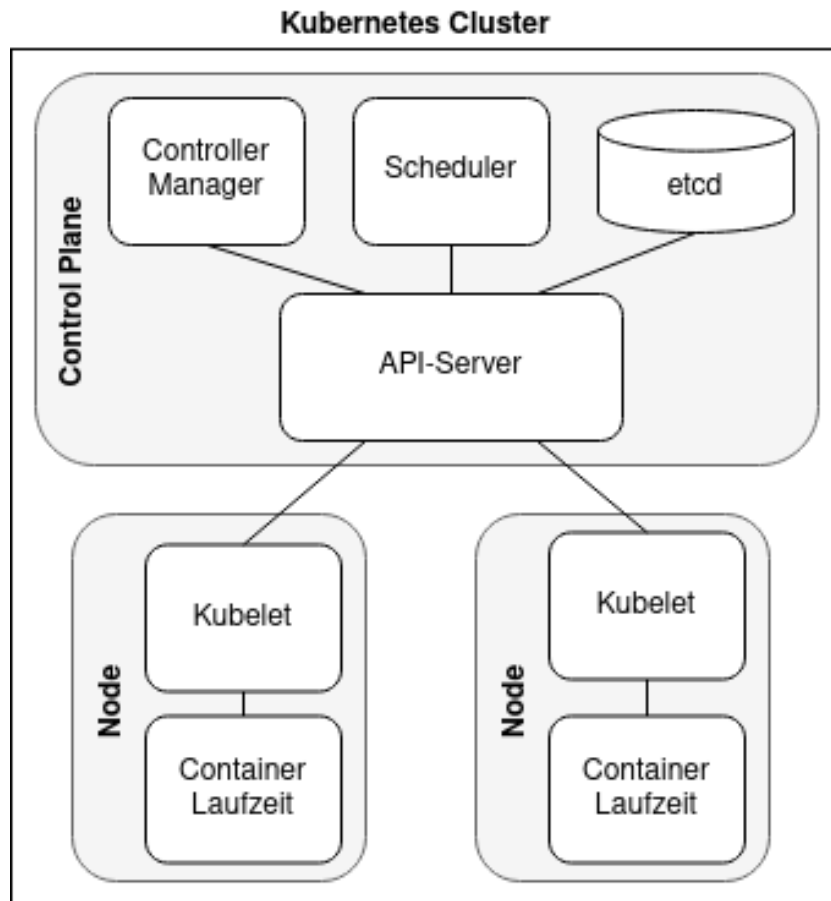 Kubernetes Cluster
Control Plane
Controller
Manager
Scheduler
etcd
API-Server
Node
Kubelet
Container
Laufzeit
Node
Kubelet
Container
Laufzeit